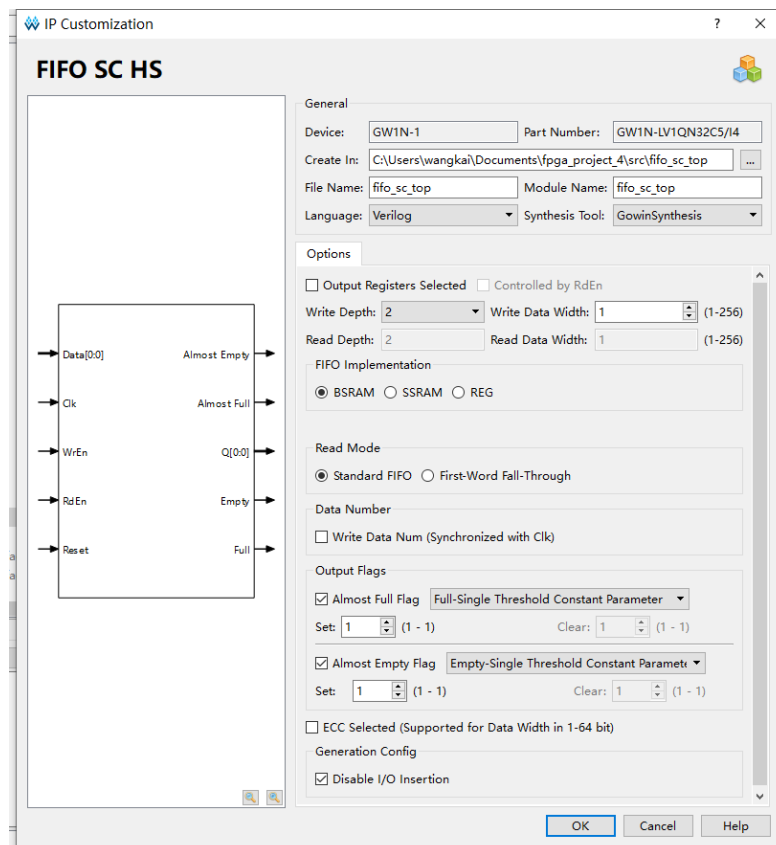 IP Customization ? ×
FIFO SC HS
Data[0:0]
Clk
WrEn
RdEn
Reset
Almost Empty
Almost Full
Q[0:0]
Empty
Full
General
Device: GW1N-1 Part Number: GW1N-LV1QN32C5/I4
Create In: C:\Users\wangkai\Documents\fpga_project_4\src\fifo_sc_top ...
File Name: fifo_sc_top Module Name: fifo_sc_top
Language: Verilog Synthesis Tool: GowinSynthesis
Options
Output Registers Selected Controlled by RdEn
Write Depth: 2 Write Data Width: 1 (1-256)
Read Depth: 2 Read Data Width: 1 (1-256)
FIFO Implementation
BSRAM SSRAM REG
Read Mode
Standard FIFO First-Word Fall-Through
Data Number
Write Data Num (Synchronized with Clk)
Output Flags
Almost Full Flag Full-Single Threshold Constant Parameter
Set: 1 (1 - 1) Clear: 1 (1 - 1)
Almost Empty Flag Empty-Single Threshold Constant Paramete
Set: 1 (1 - 1) Clear: 1 (1 - 1)
ECC Selected (Supported for Data Width in 1-64 bit)
Generation Config
Disable I/O Insertion
OK Cancel Help